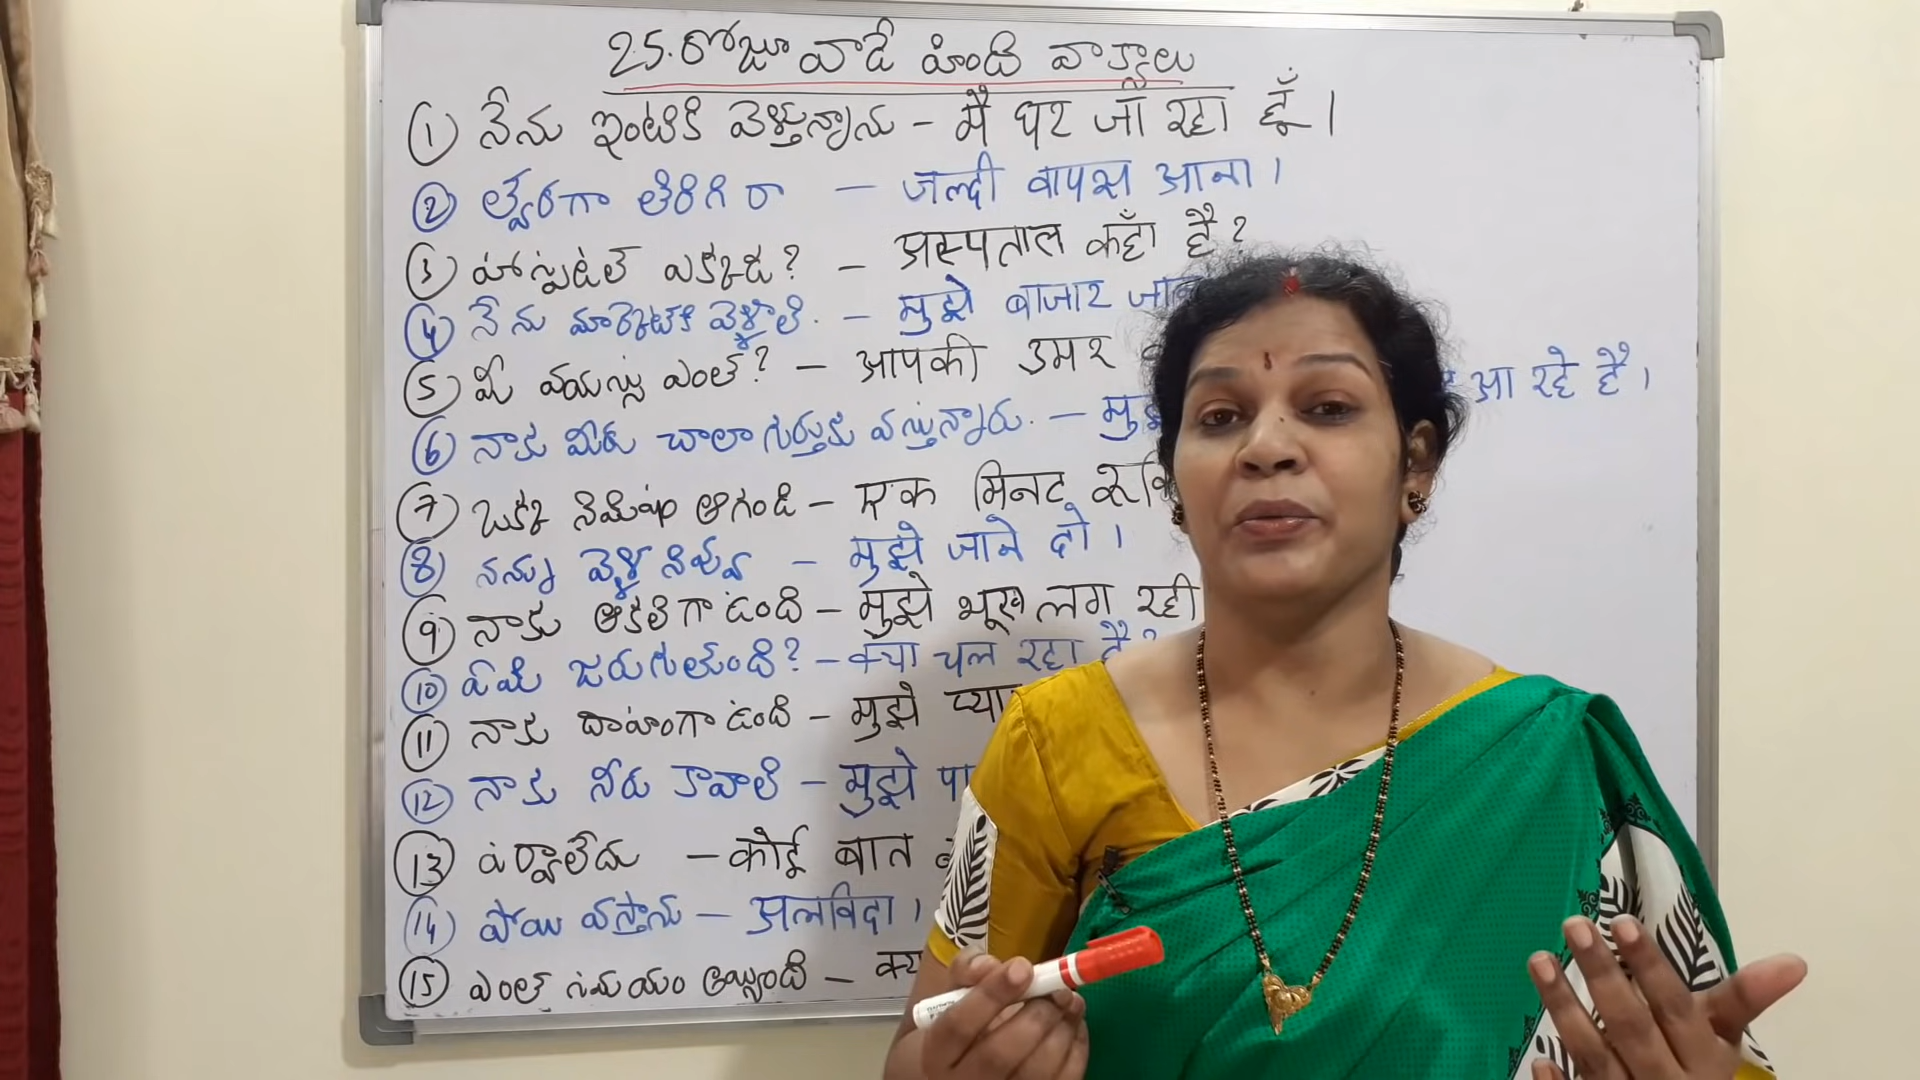 25. రోజూ వాడే హింది వాక్యాలు
① నేను ఇంటికి వెళ్తున్నాను - मै घर जा रहा हूँ।
② త్వరగా తిరిగి రా - जल्दी वापस आना।
③ హాస్పిటల్ ఎక్కడ? - अस्पताल कहाँ है?
④ నేను మార్కెట్‌కి వెళ్ళాలి. - मुझे बाजार
⑤ మీ వయస్సు ఎంత? - आपकी उमर
⑥ నాకు మీరు చాలా గుర్తుకు వస్తున్నారు. - आ रहे है।
⑦ ఒక్క నిమిషం ఆగండి - एक मिनट
⑧ నన్ను వెళ్ళనివ్వు - मुझे जाने दो।
⑨ నాకు ఆకలిగా ఉంది - मुझे भूख लग रही
⑩ ఏమి జరుగుతుంది? - क्या चल रहा है?
⑪ నాకు దాహంగా ఉంది - मुझे
⑫ నాకు నీరు కావాలి - मुझे
⑬ పర్వాలేదు - कोई बात
⑭ పోయి వస్తాను - अलविदा।
⑮ ఎంత సమయం అయ్యింది -